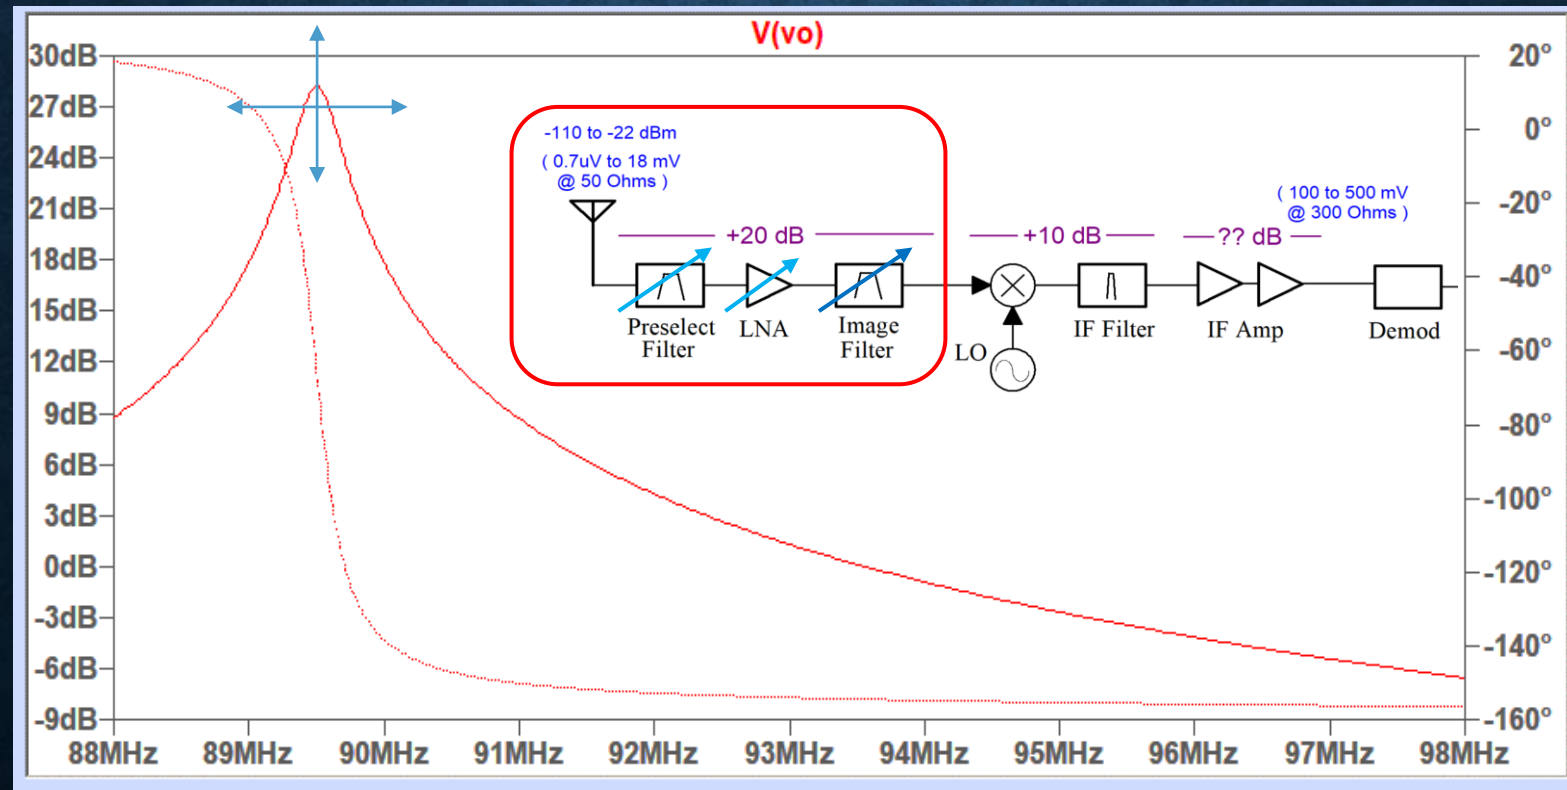 V(vo)
30dB
27dB
24dB
21dB
18dB
15dB
12dB
9dB
6dB
3dB
0dB
-3dB
-6dB
-9dB
-110 to -22 dBm
( 0.7uV to 18 mV
@ 50 Ohms )
+20 dB
+10 dB
?? dB
( 100 to 500 mV
@ 300 Ohms )
Preselect
Filter
LNA
Image
Filter
LO
IF Filter
IF Amp
Demod
20°
0°
-20°
-40°
-60°
-80°
-100°
-120°
-140°
-160°
88MHz 89MHz 90MHz 91MHz 92MHz 93MHz 94MHz 95MHz 96MHz 97MHz 98MHz